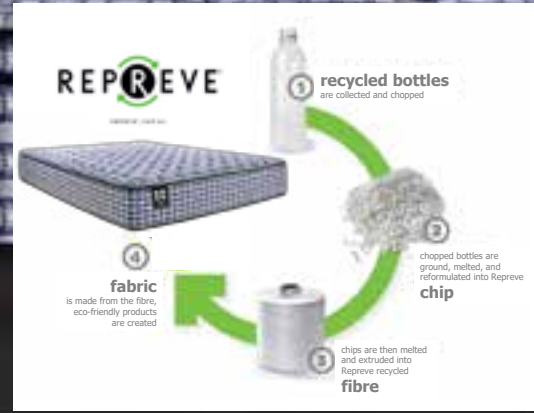 REPREVE
1
recycled bottles
are collected and chopped
2
chopped bottles are
ground, melted, and
reformulated into Repreve
chip
4
fabric
is made from the fibre,
eco-friendly products
are created
3
chips are then melted
and extruded into
Repreve recycled
fibre